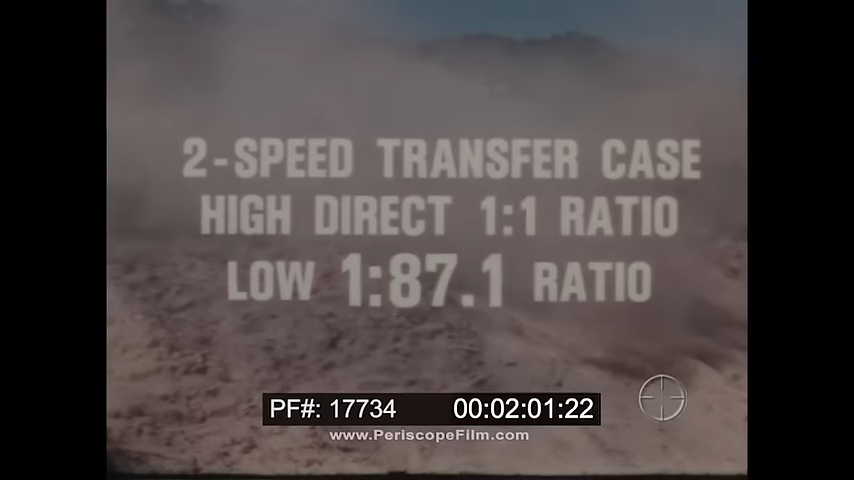 2-SPEED TRANSFER CASE
HIGH DIRECT 1:1 RATIO
LOW 1:87.1 RATIO
PF#: 17734 00:02:01:22
www.PeriscopeFilm.com